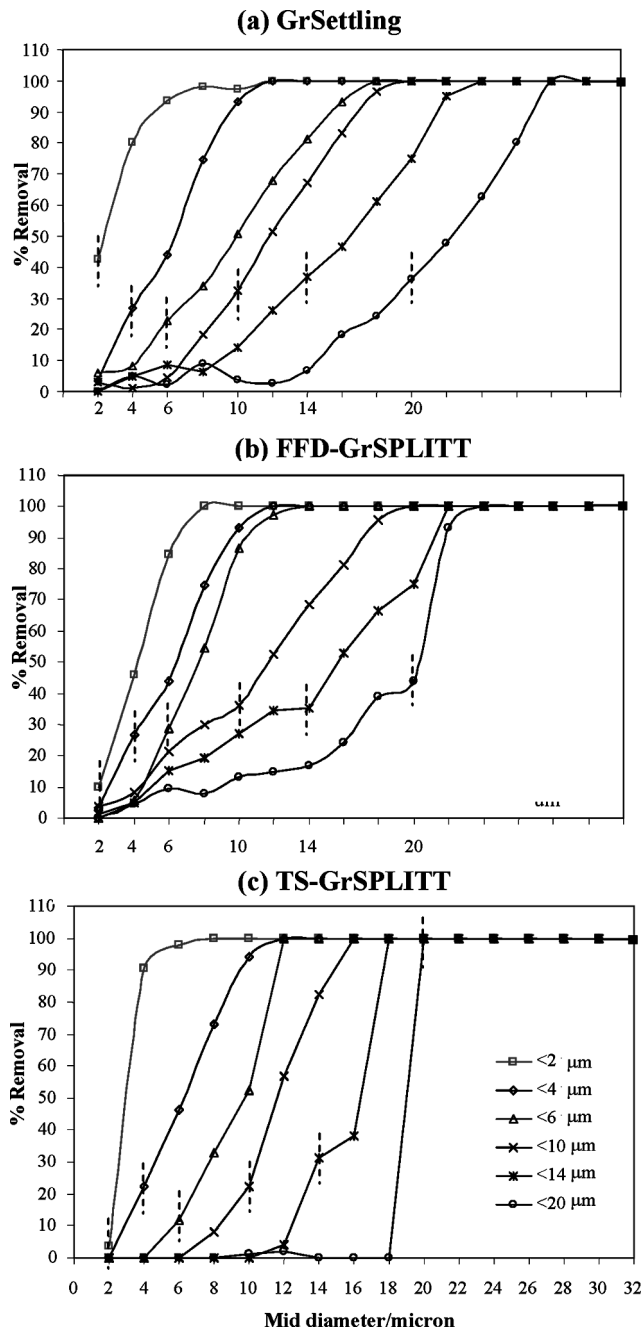 (a) GrSettling
110
100
90
80
70
60
50
40
30
20
10
0
% Removal
2 4 6 10 14 20
(b) FFD-GrSPLITT
110
100
90
80
70
60
50
40
30
20
10
0
% Removal
2 4 6 10 14 20
(c) TS-GrSPLITT
110
100
90
80
70
60
50
40
30
20
10
0
% Removal
<2 μm
<4 μm
<6 μm
<10 μm
<14 μm
<20 μm
0 2 4 6 8 10 12 14 16 18 20 22 24 26 28 30 32
Mid diameter/micron